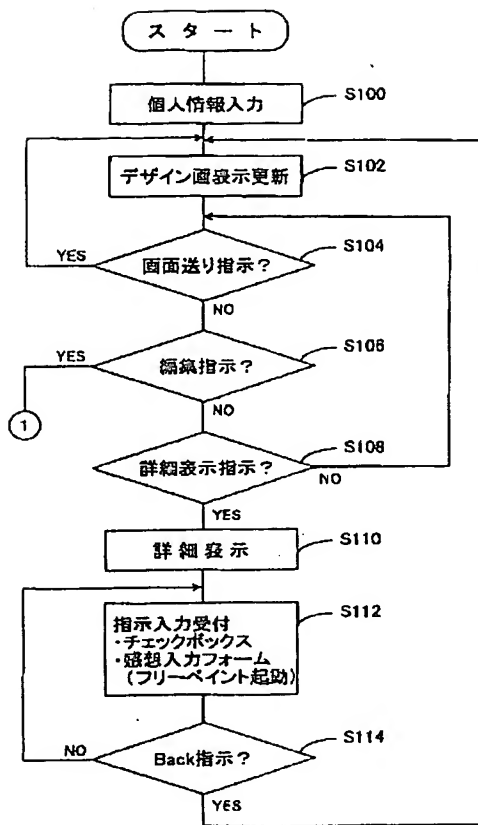 スタート
個人情報入力
S100
デザイン画表示更新
S102
画面送り指示？
S104
YES
NO
編集指示？
S106
YES
NO
1
詳細表示指示？
S108
NO
YES
詳細表示
S110
指示入力受付
・チェックボックス
・感想入力フォーム
（フリーペイント起動）
S112
Back指示？
S114
NO
YES